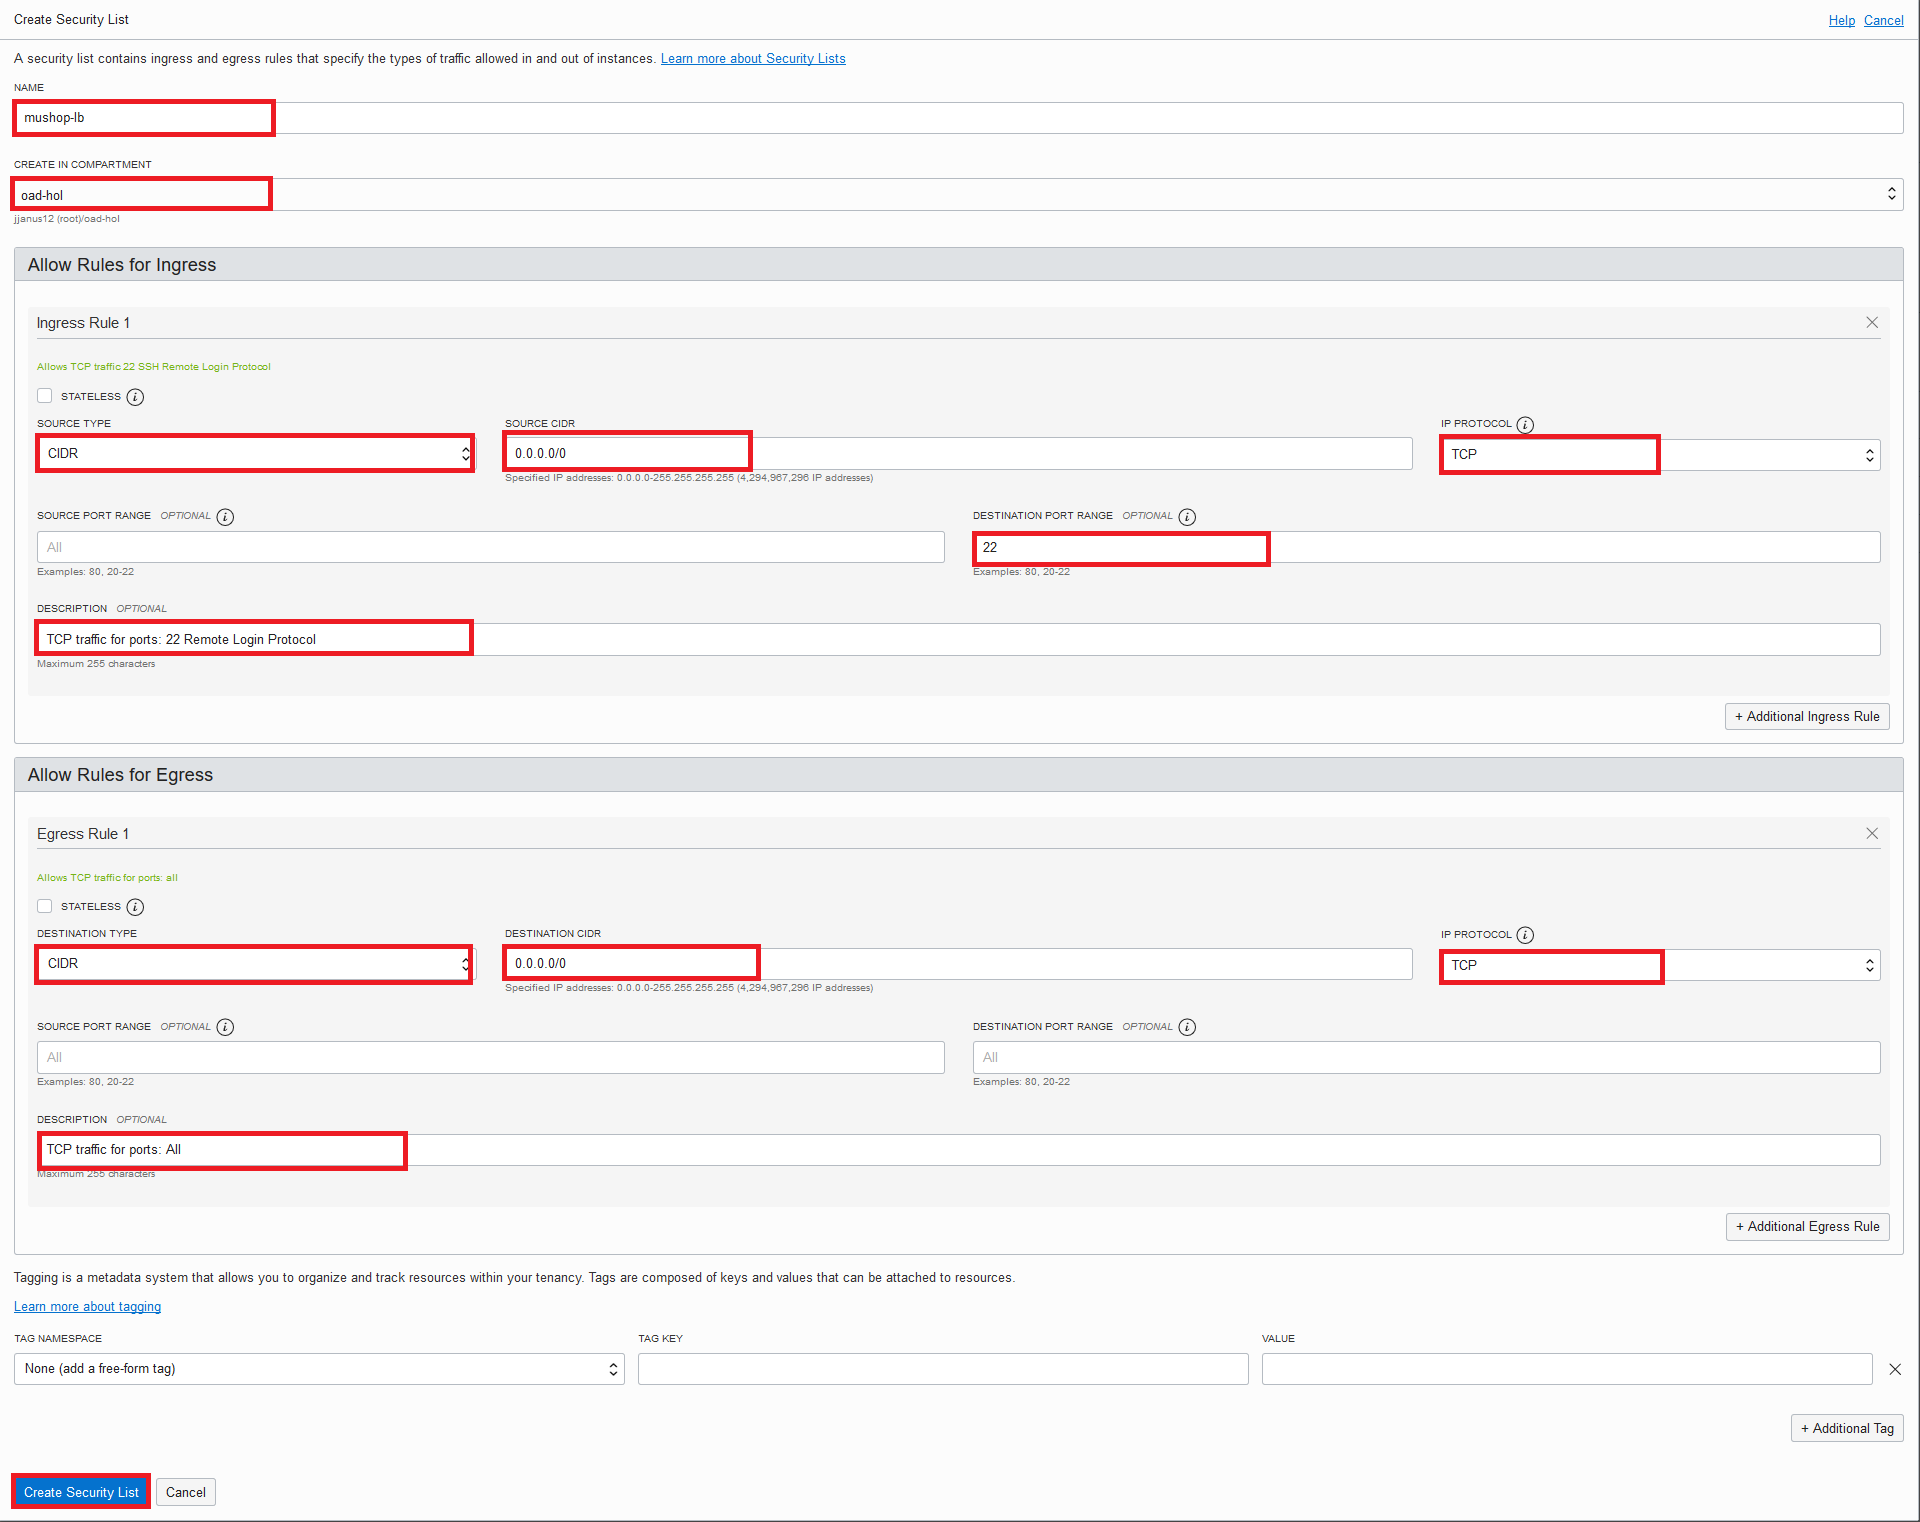 Create Security List Help Cancel
A security list contains ingress and egress rules that specify the types of traffic allowed in and out of instances. Learn more about Security Lists
NAME
mushop-lb
CREATE IN COMPARTMENT
oad-hol
jjanus12 (root)/oad-hol
Allow Rules for Ingress
Ingress Rule 1
Allows TCP traffic 22 SSH Remote Login Protocol
STATELESS i
SOURCE TYPE SOURCE CIDR IP PROTOCOL i
CIDR 0.0.0.0/0 TCP
Specified IP addresses: 0.0.0.0-255.255.255.255 (4,294,967,296 IP addresses)
SOURCE PORT RANGE OPTIONAL i DESTINATION PORT RANGE OPTIONAL i
All 22
Examples: 80, 20-22 Examples: 80, 20-22
DESCRIPTION OPTIONAL
TCP traffic for ports: 22 Remote Login Protocol
Maximum 255 characters
+ Additional Ingress Rule
Allow Rules for Egress
Egress Rule 1
Allows TCP traffic for ports: all
STATELESS i
DESTINATION TYPE DESTINATION CIDR IP PROTOCOL i
CIDR 0.0.0.0/0 TCP
Specified IP addresses: 0.0.0.0-255.255.255.255 (4,294,967,296 IP addresses)
SOURCE PORT RANGE OPTIONAL i DESTINATION PORT RANGE OPTIONAL i
All All
Examples: 80, 20-22 Examples: 80, 20-22
DESCRIPTION OPTIONAL
TCP traffic for ports: All
Maximum 255 characters
+ Additional Egress Rule
Tagging is a metadata system that allows you to organize and track resources within your tenancy. Tags are composed of keys and values that can be attached to resources.
Learn more about tagging
TAG NAMESPACE TAG KEY VALUE
None (add a free-form tag)
+ Additional Tag
Create Security List Cancel